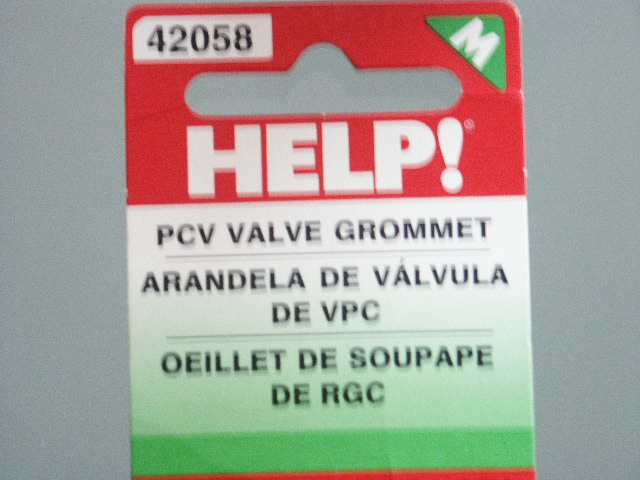 42058
M
HELP!®
PCV VALVE GROMMET
ARANDELA DE VÁLVULA
DE VPC
OEILLET DE SOUPAPE
DE RGC